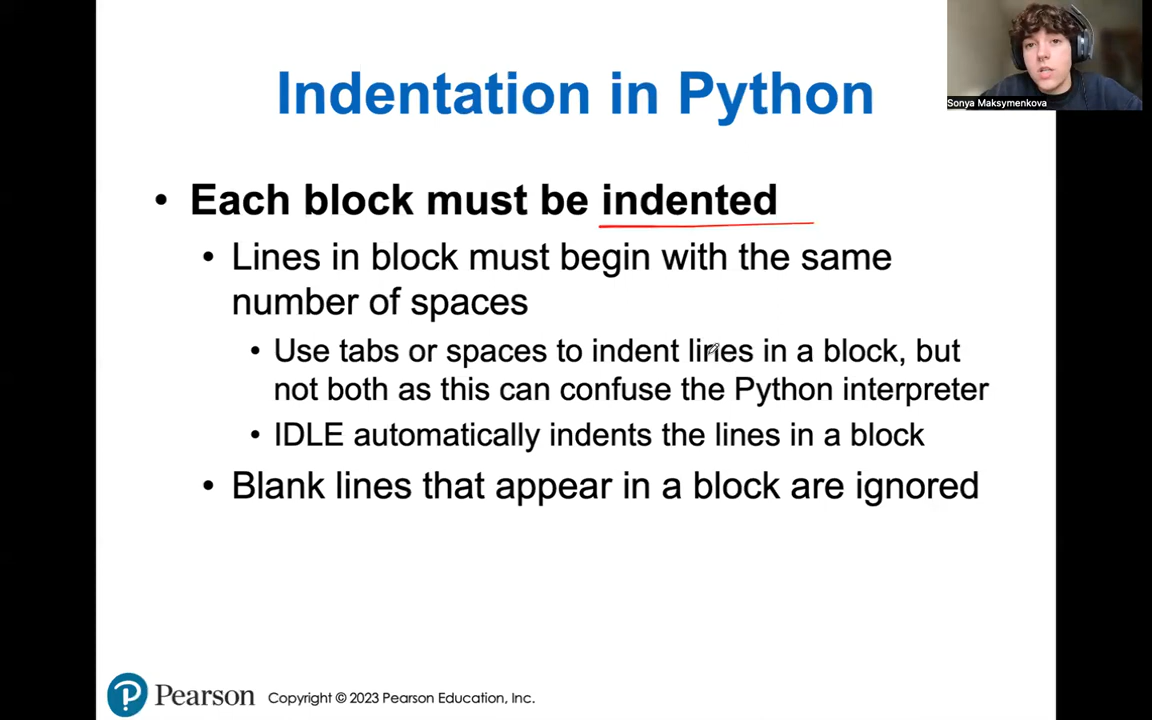 Indentation in Python
Sonya Maksymenkova
• Each block must be indented
• Lines in block must begin with the same
number of spaces
• Use tabs or spaces to indent lines in a block, but
not both as this can confuse the Python interpreter
• IDLE automatically indents the lines in a block
• Blank lines that appear in a block are ignored
P Pearson Copyright © 2023 Pearson Education, Inc.